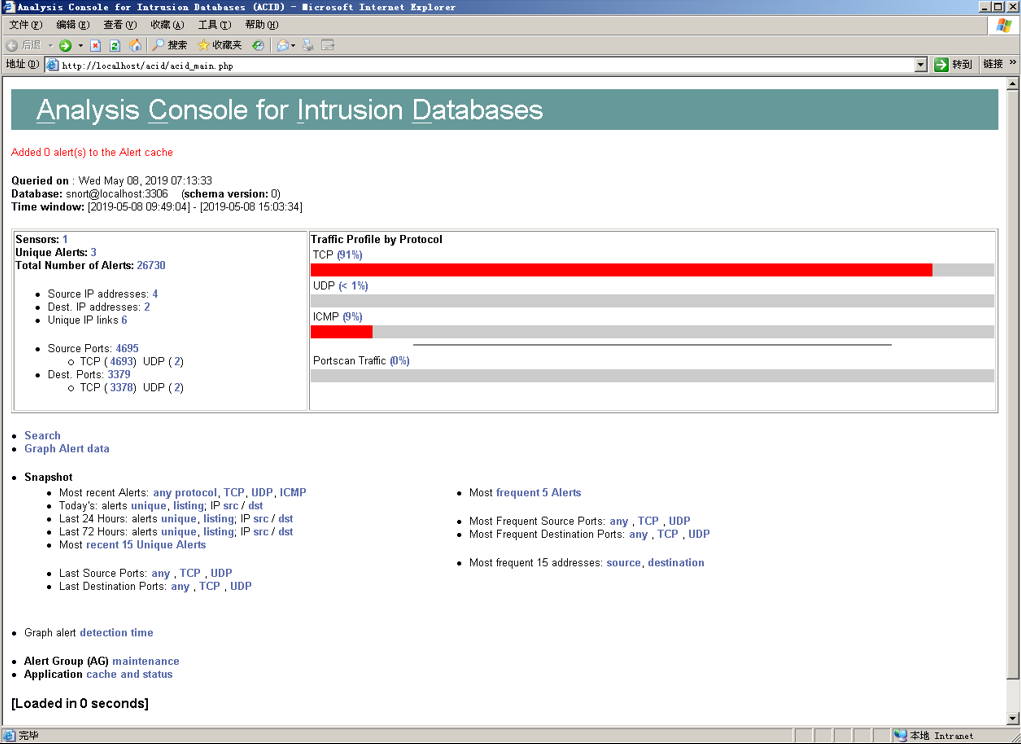 Analysis Console for Intrusion Databases (ACID) - Microsoft Internet Explorer
文件(F) 编辑(E) 查看(V) 收藏(A) 工具(T) 帮助(H)
后退 搜索 收藏夹
地址(D) http://localhost/acid/acid_main.php 转到 链接 »
Analysis Console for Intrusion Databases
Added 0 alert(s) to the Alert cache
Queried on : Wed May 08, 2019 07:13:33
Database: snort@localhost:3306 (schema version: 0)
Time window: [2019-05-08 09:49:04] - [2019-05-08 15:03:34]
Sensors: 1
Unique Alerts: 3
Total Number of Alerts: 26730
Source IP addresses: 4
Dest. IP addresses: 2
Unique IP links 6
Source Ports: 4695
TCP ( 4693) UDP ( 2)
Dest. Ports: 3379
TCP ( 3378) UDP ( 2)
Traffic Profile by Protocol
TCP (91%)
UDP (< 1%)
ICMP (9%)
Portscan Traffic (0%)
Search
Graph Alert data
Snapshot
Most recent Alerts: any protocol, TCP, UDP, ICMP
Today's: alerts unique, listing; IP src / dst
Last 24 Hours: alerts unique, listing; IP src / dst
Last 72 Hours: alerts unique, listing; IP src / dst
Most recent 15 Unique Alerts
Last Source Ports: any , TCP , UDP
Last Destination Ports: any , TCP , UDP
Most frequent 5 Alerts
Most Frequent Source Ports: any , TCP , UDP
Most Frequent Destination Ports: any , TCP , UDP
Most frequent 15 addresses: source, destination
Graph alert detection time
Alert Group (AG) maintenance
Application cache and status
[Loaded in 0 seconds]
完毕 本地 Intranet